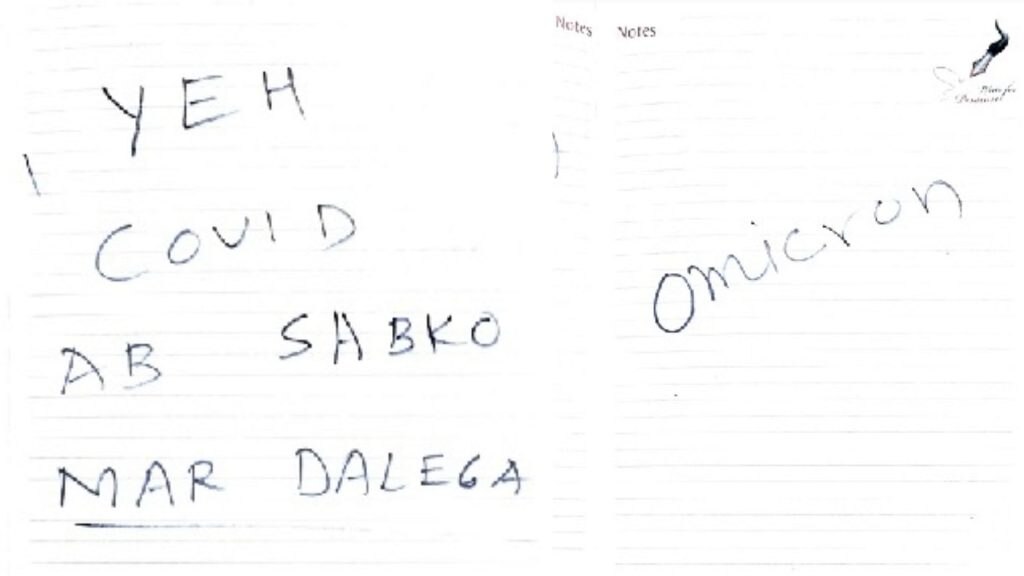 YEH
COVID
AB SABKO
MAR DALEGA
Notes
Notes
omicron